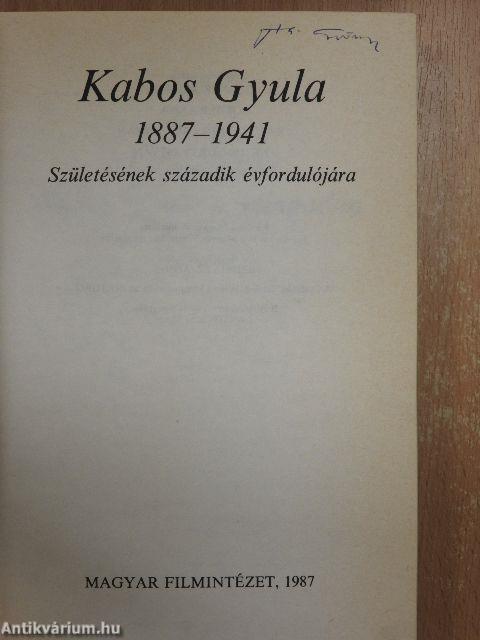 Kabos Gyula
1887–1941
Születésének századik évfordulójára
MAGYAR FILMINTÉZET, 1987
Antikvárium.hu